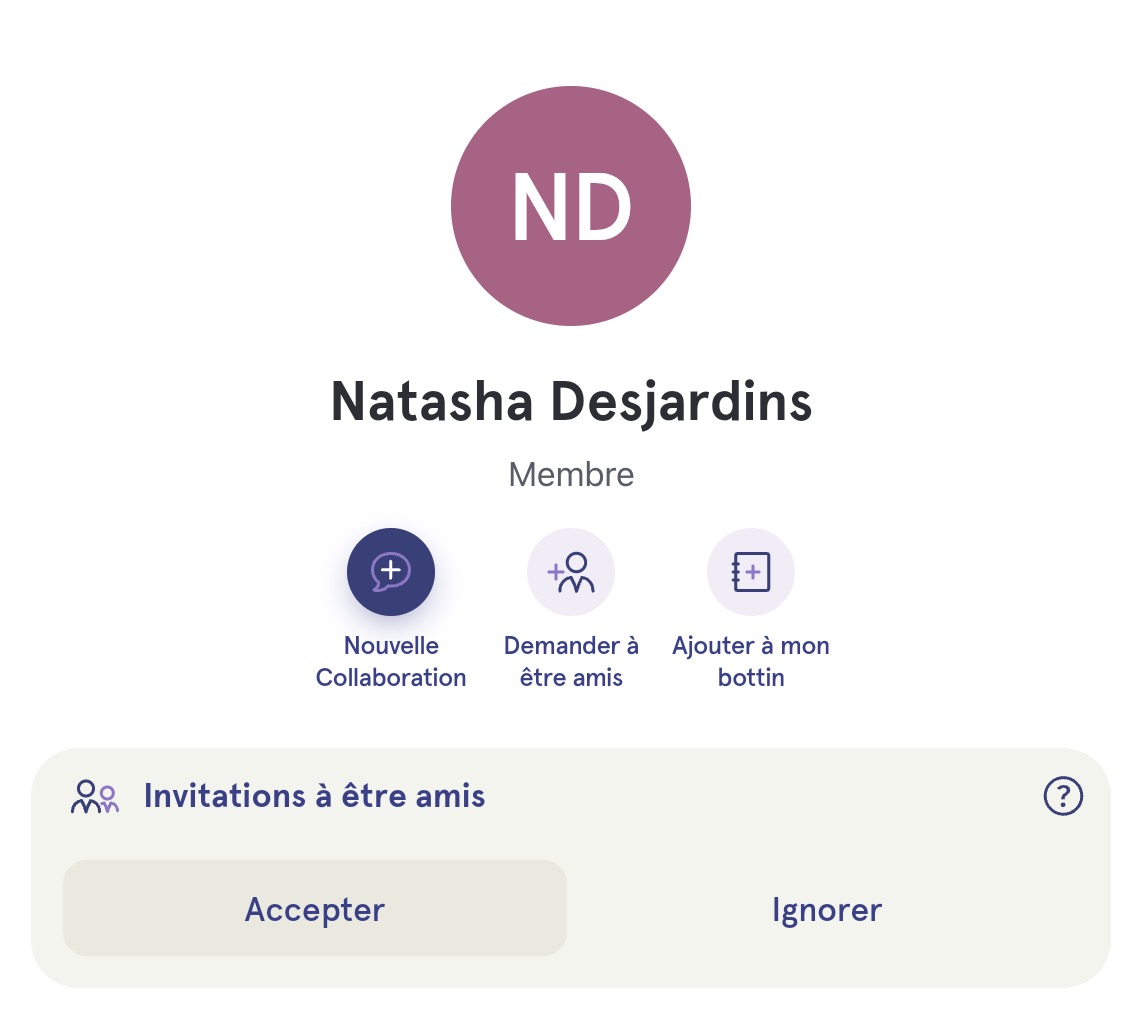 ND
Natasha Desjardins
Membre
Nouvelle
Collaboration
Demander à
être amis
Ajouter à mon
bottin
Invitations à être amis
?
Accepter
Ignorer